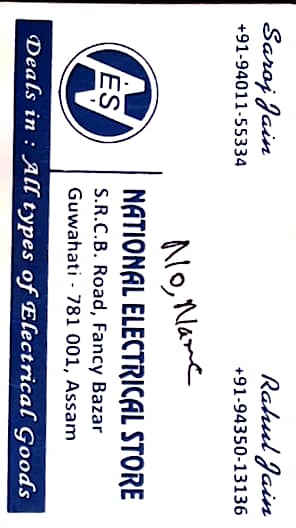 Saroj Jain
+91-94011-55334
Rahul Jain
+91-94350-13136
No, Name
NES
NATIONAL ELECTRICAL STORE
S.R.C.B. Road, Fancy Bazar
Guwahati - 781 001, Assam
Deals in : All types of Electrical Goods